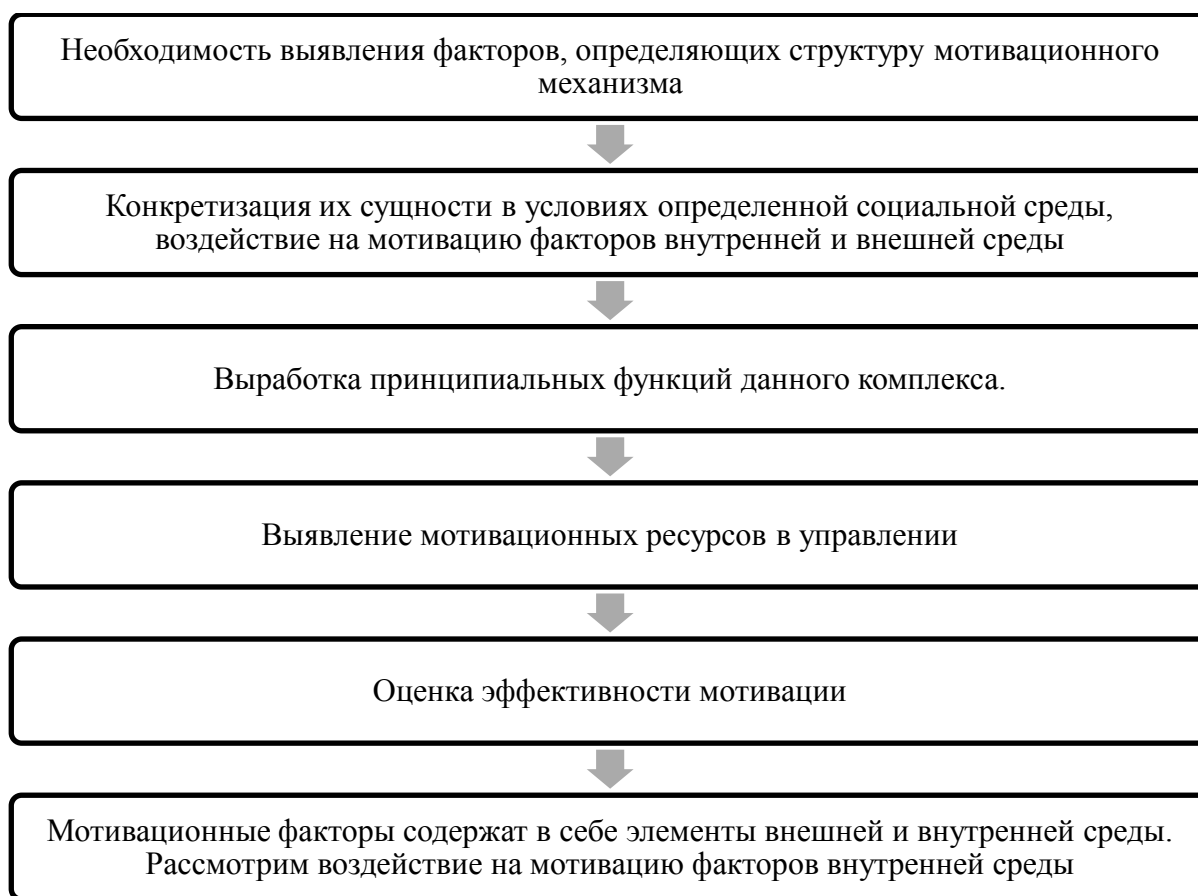 Необходимость выявления факторов, определяющих структуру мотивационного
механизма
Конкретизация их сущности в условиях определенной социальной среды,
воздействие на мотивацию факторов внутренней и внешней среды
Выработка принципиальных функций данного комплекса.
Выявление мотивационных ресурсов в управлении
Оценка эффективности мотивации
Мотивационные факторы содержат в себе элементы внешней и внутренней среды.
Рассмотрим воздействие на мотивацию факторов внутренней среды